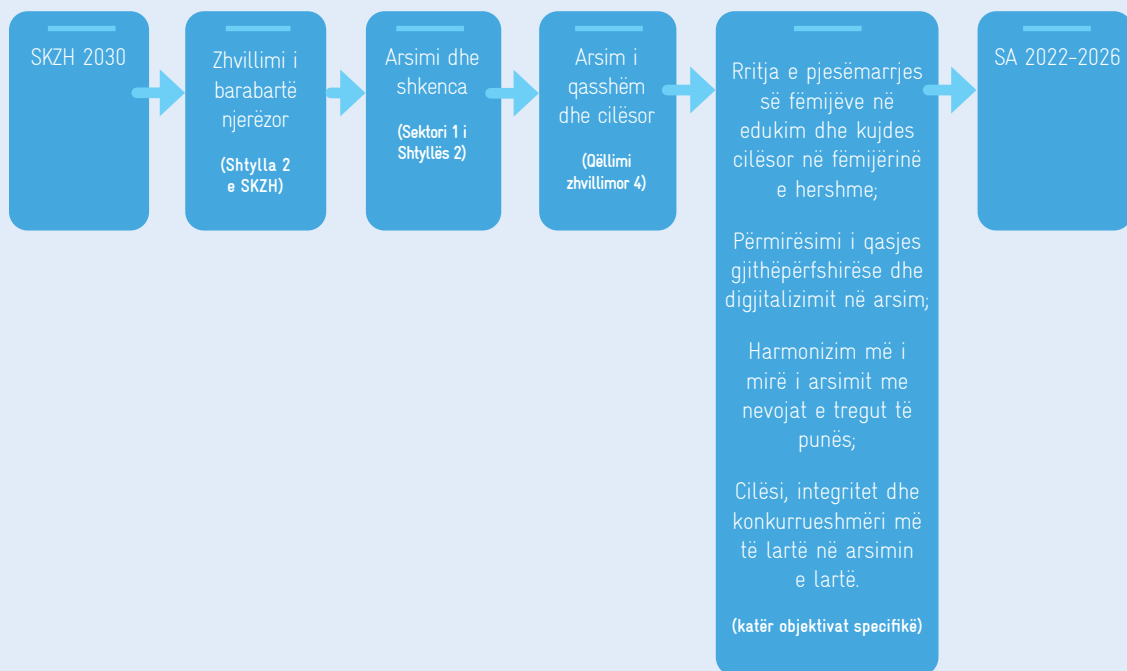 SKZH 2030
Zhvillimi i
barabartë
njerëzor
(Shtylla 2
e SKZH)
Arsimi dhe
shkenca
(Sektori 1 i
Shtyllës 2)
Arsim i
qasshëm
dhe cilësor
(Qëllimi
zhvillimor 4)
Rritja e pjesëmarrjes
së fëmijëve në
edukim dhe kujdes
cilësor në fëmijërinë
e hershme;
Përmirësimi i qasjes
gjithëpërfshirëse dhe
digjitalizimit në arsim;
Harmonizim më i
mirë i arsimit me
nevojat e tregut të
punës;
Cilësi, integritet dhe
konkurrueshmëri më
të lartë në arsimin
e lartë.
(katër objektivat specifikë)
SA 2022-2026